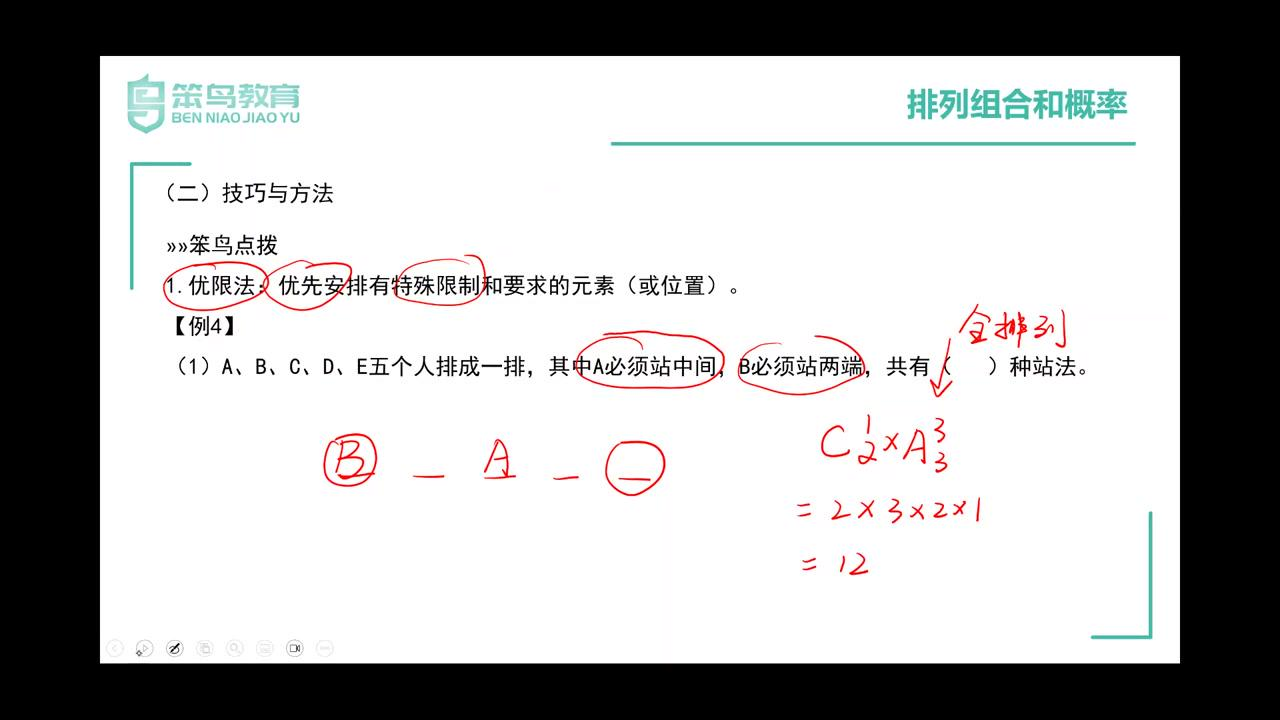 笨鸟教育
BEN NIAO JIAO YU
排列组合和概率
（二）技巧与方法
»»笨鸟点拨
1.优限法：优先安排有特殊限制和要求的元素（或位置）。
【例4】
全排列
（1）A、B、C、D、E五个人排成一排，其中A必须站中间，B必须站两端，共有（　）种站法。
B _ A _ _
C₂¹×A₃³
= 2×3×2×1
= 12